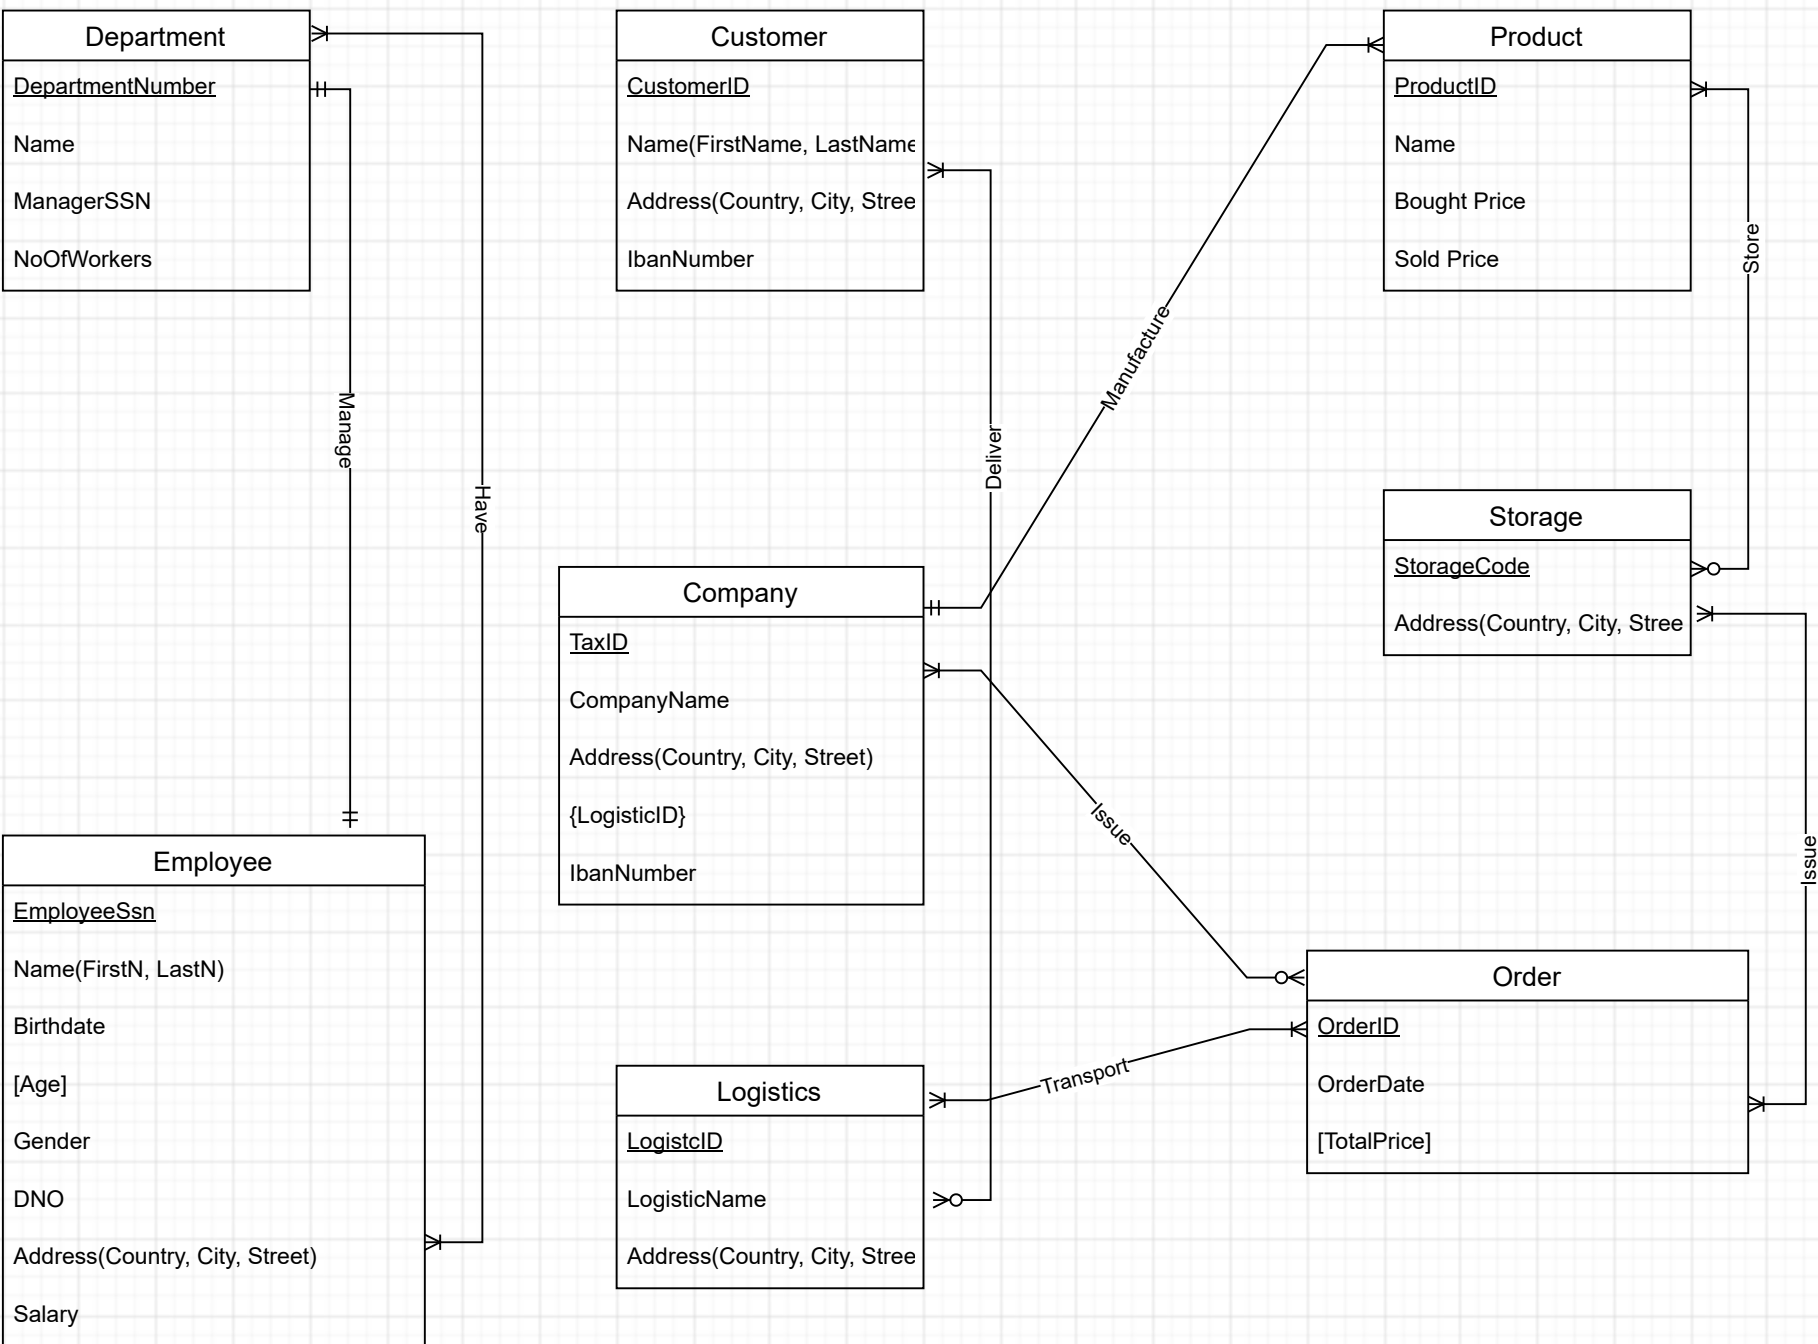 Department
DepartmentNumber
Name
ManagerSSN
NoOfWorkers
Customer
CustomerID
Name(FirstName, LastName
Address(Country, City, Stree
IbanNumber
Product
ProductID
Name
Bought Price
Sold Price
Store
Manage
Have
Deliver
Manufacture
Storage
StorageCode
Address(Country, City, Stree
Company
TaxID
CompanyName
Address(Country, City, Street)
{LogisticID}
IbanNumber
Issue
Issue
Employee
EmployeeSsn
Name(FirstN, LastN)
Birthdate
[Age]
Gender
DNO
Address(Country, City, Street)
Salary
Logistics
LogistcID
LogisticName
Address(Country, City, Stree
Transport
Order
OrderID
OrderDate
[TotalPrice]